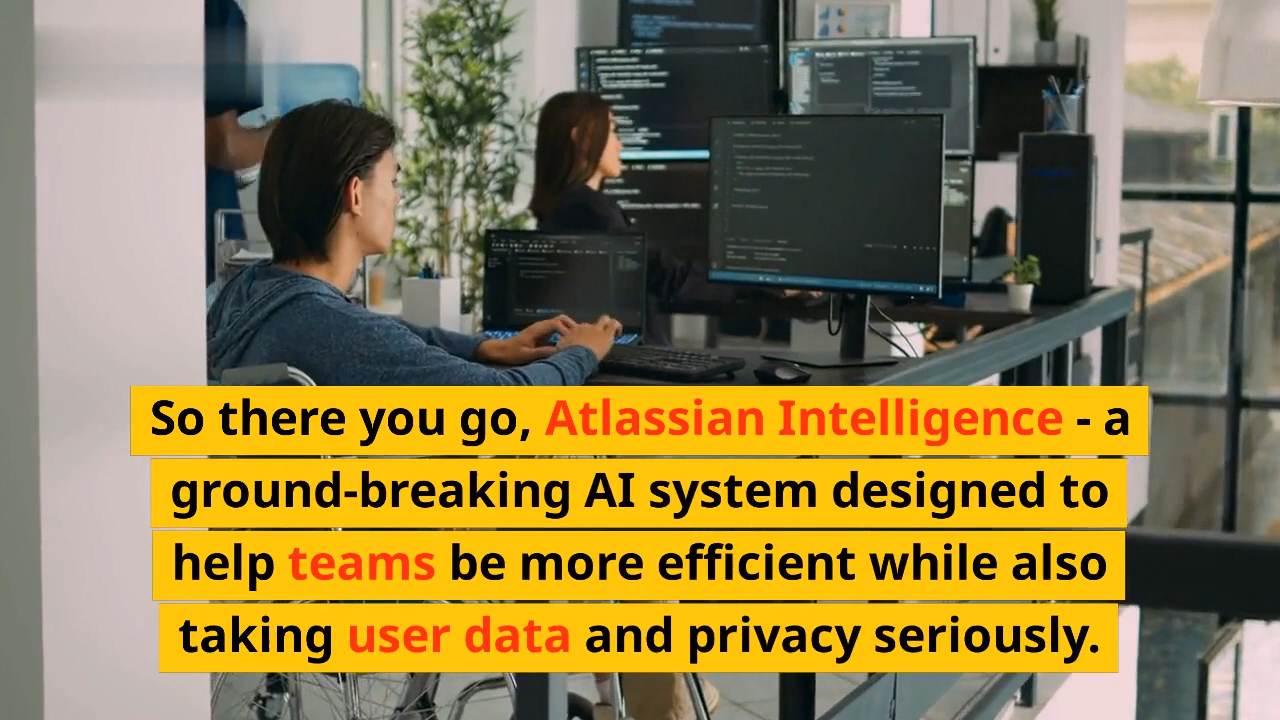 So there you go, Atlassian Intelligence - a
ground-breaking AI system designed to
help teams be more efficient while also
taking user data and privacy seriously.